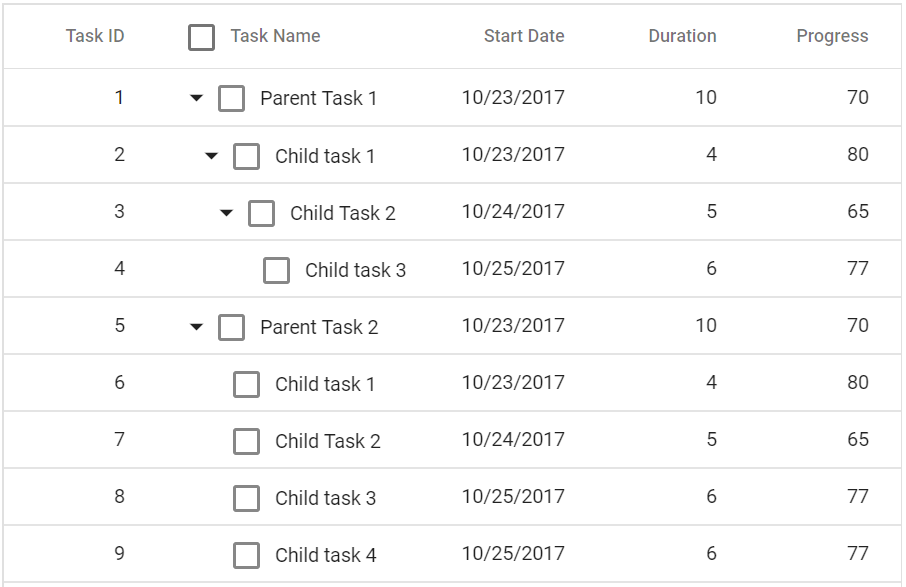 Task ID Task Name Start Date Duration Progress
1 Parent Task 1 10/23/2017 10 70
2 Child task 1 10/23/2017 4 80
3 Child Task 2 10/24/2017 5 65
4 Child task 3 10/25/2017 6 77
5 Parent Task 2 10/23/2017 10 70
6 Child task 1 10/23/2017 4 80
7 Child Task 2 10/24/2017 5 65
8 Child task 3 10/25/2017 6 77
9 Child task 4 10/25/2017 6 77